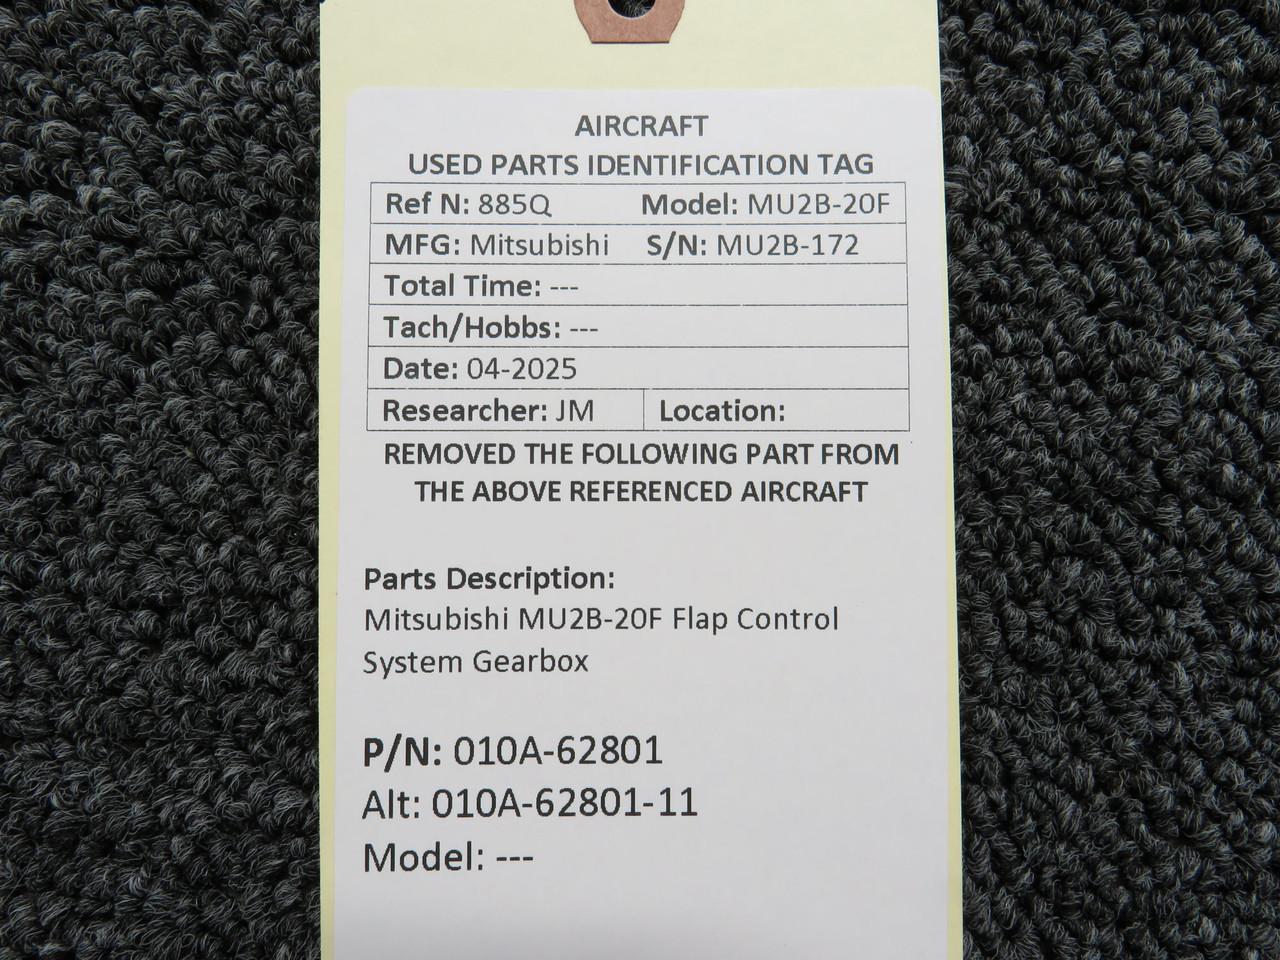 AIRCRAFT
USED PARTS IDENTIFICATION TAG
Ref N: 885Q Model: MU2B-20F
MFG: Mitsubishi S/N: MU2B-172
Total Time: ---
Tach/Hobbs: ---
Date: 04-2025
Researcher: JM Location:
REMOVED THE FOLLOWING PART FROM
THE ABOVE REFERENCED AIRCRAFT
Parts Description:
Mitsubishi MU2B-20F Flap Control
System Gearbox
P/N: 010A-62801
Alt: 010A-62801-11
Model: ---